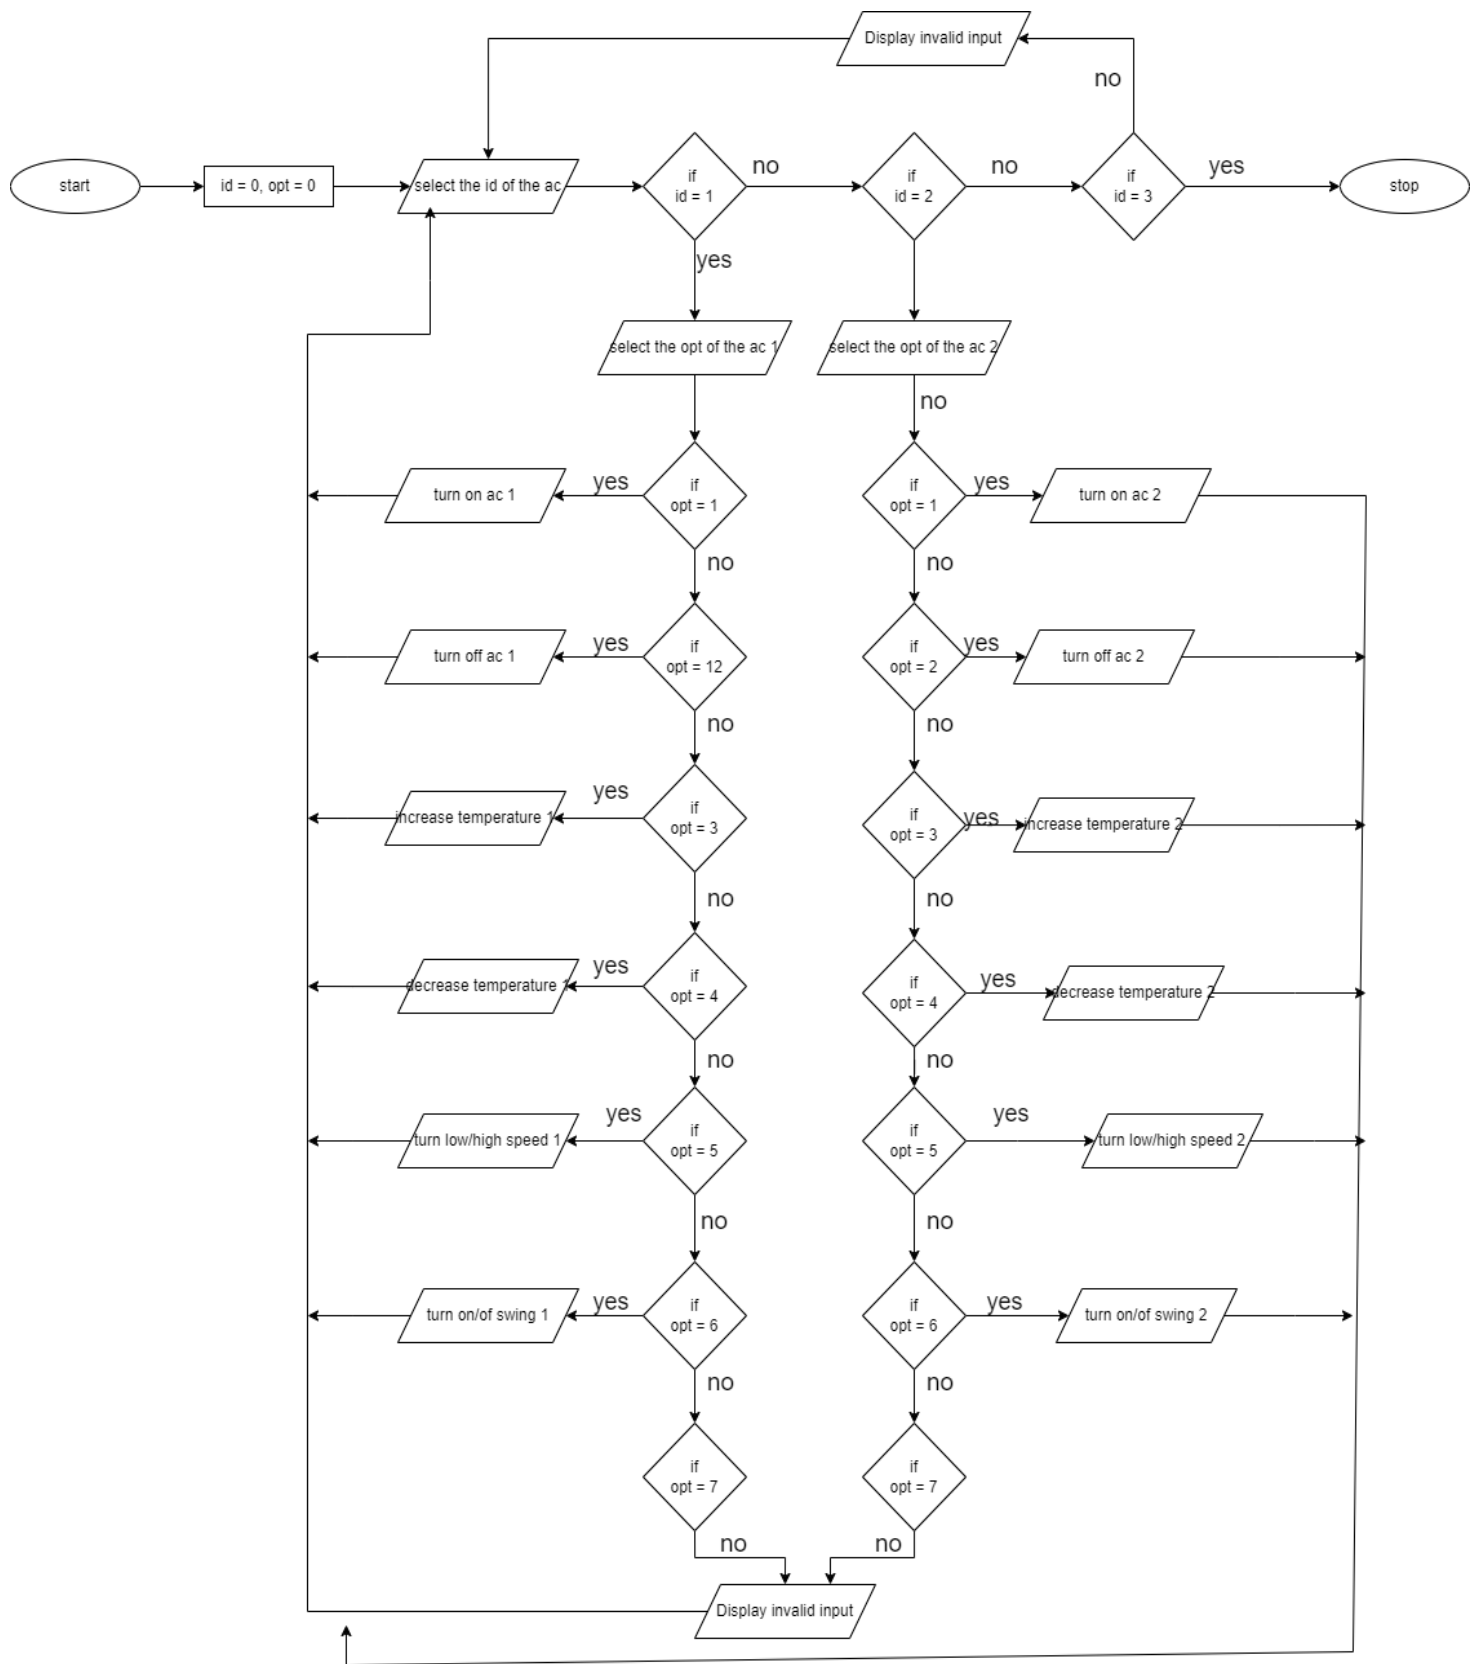 Display invalid input
no
start
id = 0, opt = 0
select the id of the ac
if
id = 1
no
if
id = 2
no
if
id = 3
yes
stop
yes
select the opt of the ac 1
select the opt of the ac 2
no
turn on ac 1
yes
if
opt = 1
if
opt = 1
yes
turn on ac 2
no
no
turn off ac 1
yes
if
opt = 12
if
opt = 2
yes
turn off ac 2
no
no
increase temperature 1
yes
if
opt = 3
if
opt = 3
yes
increase temperature 2
no
no
decrease temperature 1
yes
if
opt = 4
if
opt = 4
yes
decrease temperature 2
no
no
turn low/high speed 1
yes
if
opt = 5
if
opt = 5
yes
turn low/high speed 2
no
no
turn on/of swing 1
yes
if
opt = 6
if
opt = 6
yes
turn on/of swing 2
no
no
if
opt = 7
if
opt = 7
no
no
Display invalid input